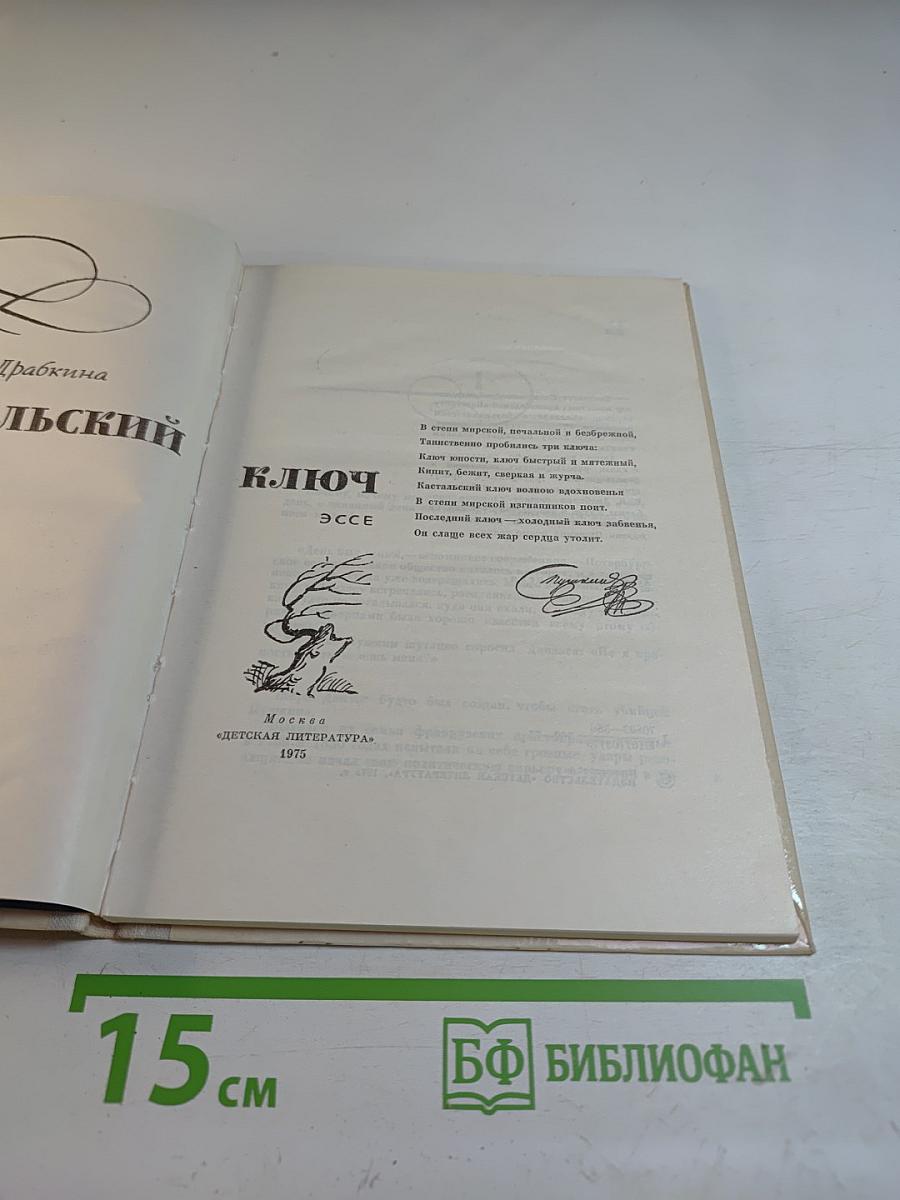 Драбкина
ЛЬСКИЙ
КЛЮЧ
ЭССЕ
В степи мирской, печальной и безбрежной,
Таинственно пробились три ключа:
Ключ юности, ключ быстрый и мятежный,
Кипит, бежит, сверкая и журча.
Кастальский ключ волною вдохновенья
В степи мирской изгнанников поит.
Последний ключ — холодный ключ забвенья,
Он слаще всех жар сердца утолит.
Пушкин
Москва
«ДЕТСКАЯ ЛИТЕРАТУРА»
1975
15 см
БФ БИБЛИОФАН